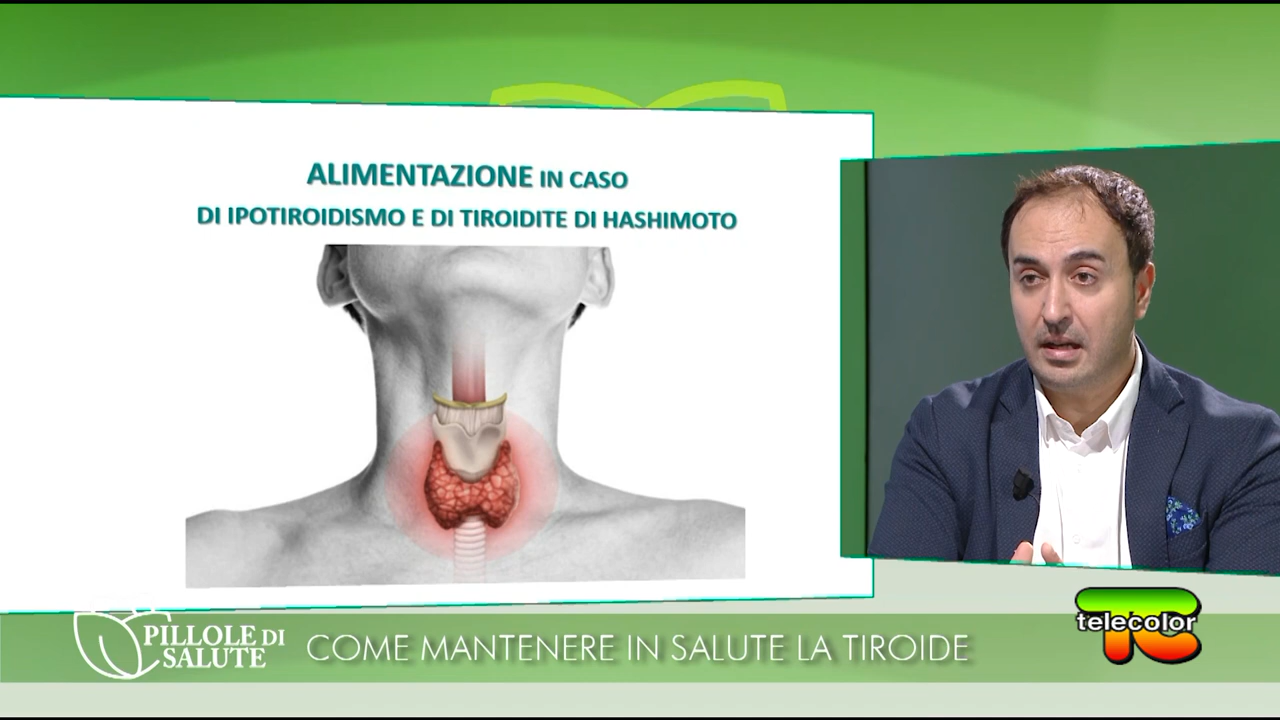 ALIMENTAZIONE IN CASO
DI IPOTIROIDISMO E DI TIROIDITE DI HASHIMOTO
PILLOLE DI
SALUTE
COME MANTENERE IN SALUTE LA TIROIDE
telecolor
TC